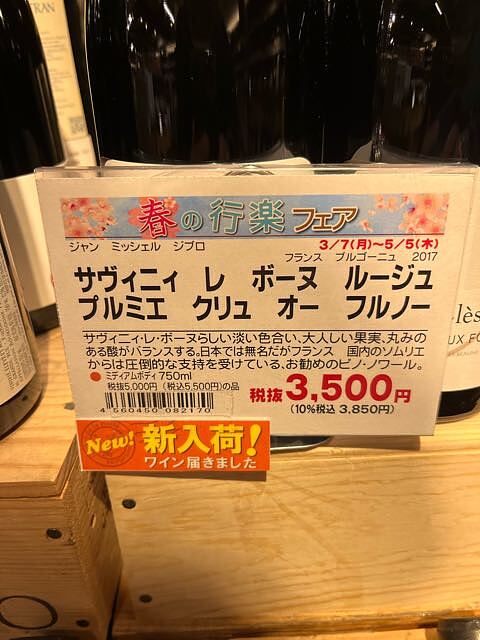 TRAN
春の行楽フェア
ジャン ミッシェル ジブロ
3/7(月)~5/5(木)
フランス ブルゴーニュ 2017
サヴィニィ レ ボーヌ ルージュ
プルミエ クリュ オー フルノー
サヴィニィ・レ・ボーヌらしい淡い色合い、大人しい果実、丸みの
ある酸がバランスする。日本では無名だがフランス 国内のソムリエ
からは圧倒的な支持を受けている、お勧めのピノ・ノワール。
ミディアムボディ 750ml
税抜5,000円(税込5,500円)の品
4 560450 082170
税抜3,500円
(10%税込 3,850円)
New! 新入荷!
ワイン届きました
lès
UX FO